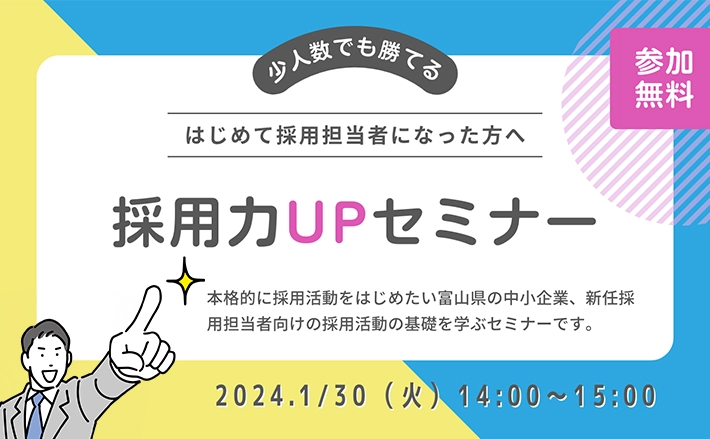 少人数でも勝てる
参加
無料
はじめて採用担当者になった方へ
採用力UPセミナー
本格的に採用活動をはじめたい富山県の中小企業、新任採
用担当者向けの採用活動の基礎を学ぶセミナーです。
2024.1/30（火）14:00～15:00